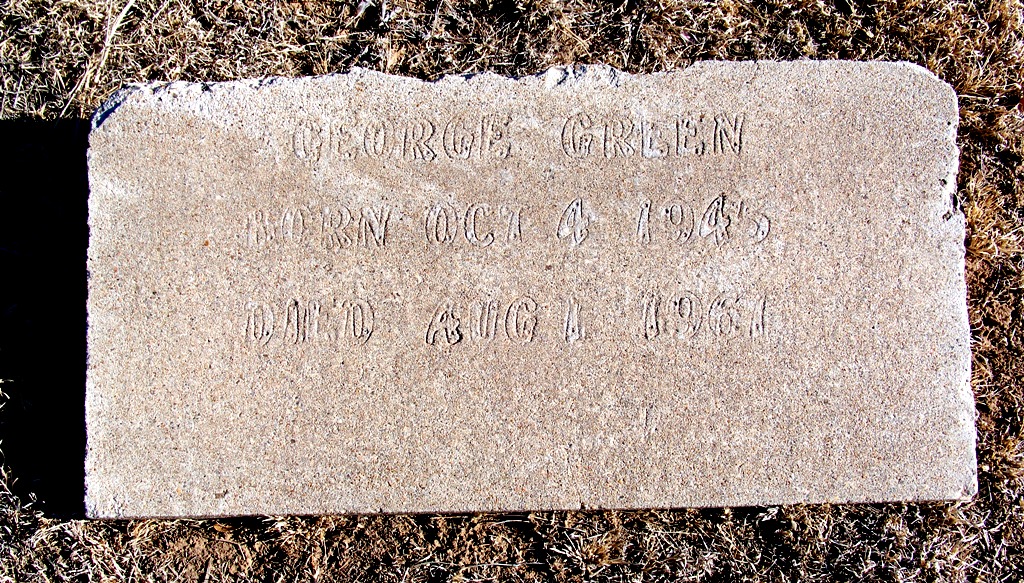 GEORGE GREEN
BORN OCT 4 1945
DIED AUG 1 1961